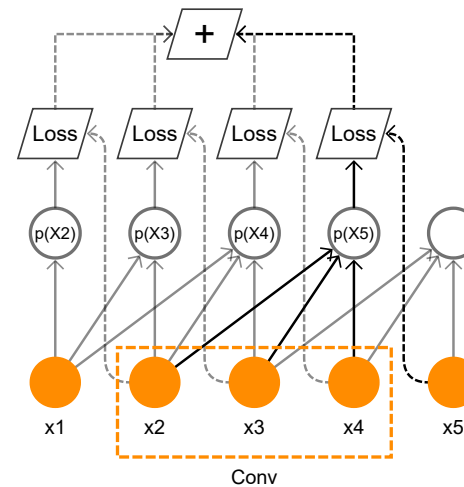 +
Loss Loss Loss Loss
p(X2) p(X3) p(X4) p(X5)
x1 x2 x3 x4 x5
Conv